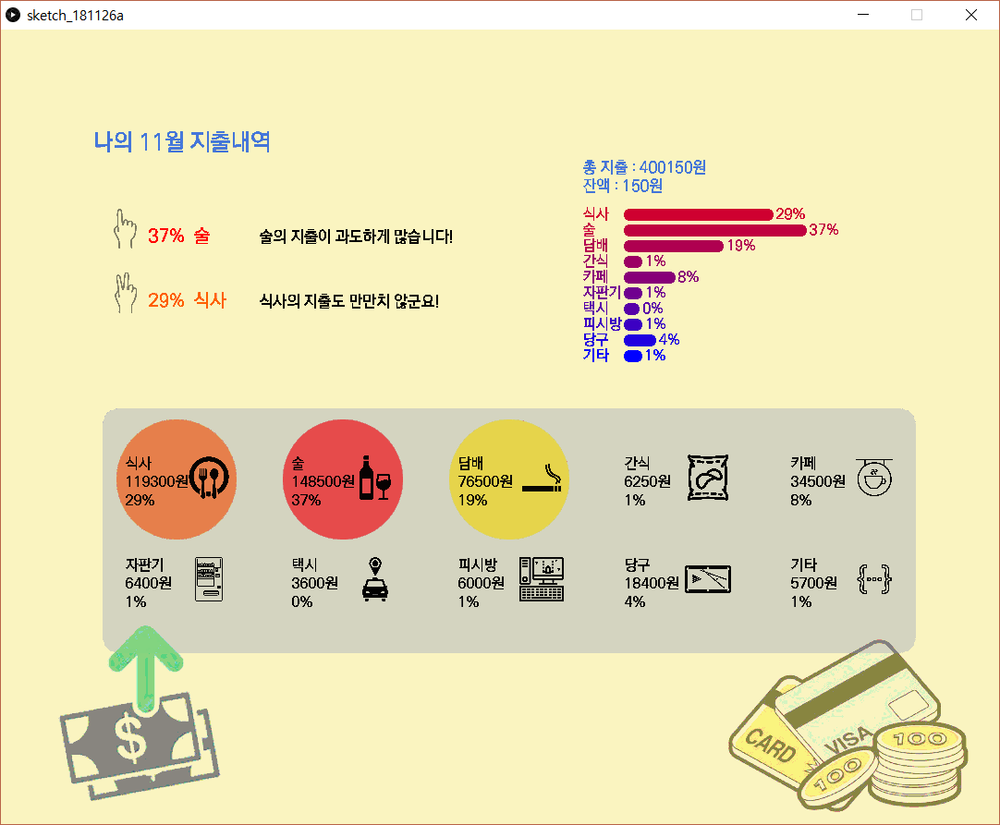 sketch_181126a
나의 11월 지출내역
37% 술 술의 지출이 과도하게 많습니다!
29% 식사 식사의 지출도 만만치 않군요!
총 지출 : 400150원
잔액 : 150원
식사 29%
술 37%
담배 19%
간식 1%
카페 8%
자판기 1%
택시 0%
피시방 1%
당구 4%
기타 1%
식사
119300원
29%
술
148500원
37%
담배
76500원
19%
간식
6250원
1%
카페
34500원
8%
자판기
6400원
1%
택시
3600원
0%
피시방
6000원
1%
당구
18400원
4%
기타
5700원
1%
$
CARD
VISA
100
100